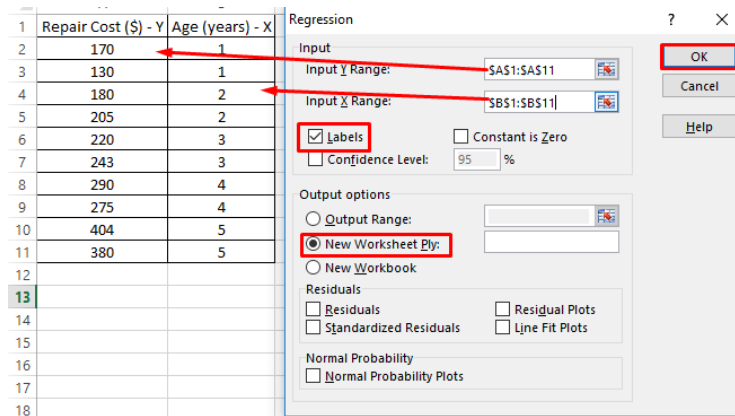 1 Repair Cost ($) - Y Age (years) - X
2 170 1
3 130 1
4 180 2
5 205 2
6 220 3
7 243 3
8 290 4
9 275 4
10 404 5
11 380 5
12
13
14
15
16
17
18
Regression ? X
Input
Input Y Range: $A$1:$A$11
Input X Range: $B$1:$B$11
Labels Constant is Zero
Confidence Level: 95 %
Output options
Output Range:
New Worksheet Ply:
New Workbook
Residuals
Residuals Residual Plots
Standardized Residuals Line Fit Plots
Normal Probability
Normal Probability Plots
OK
Cancel
Help